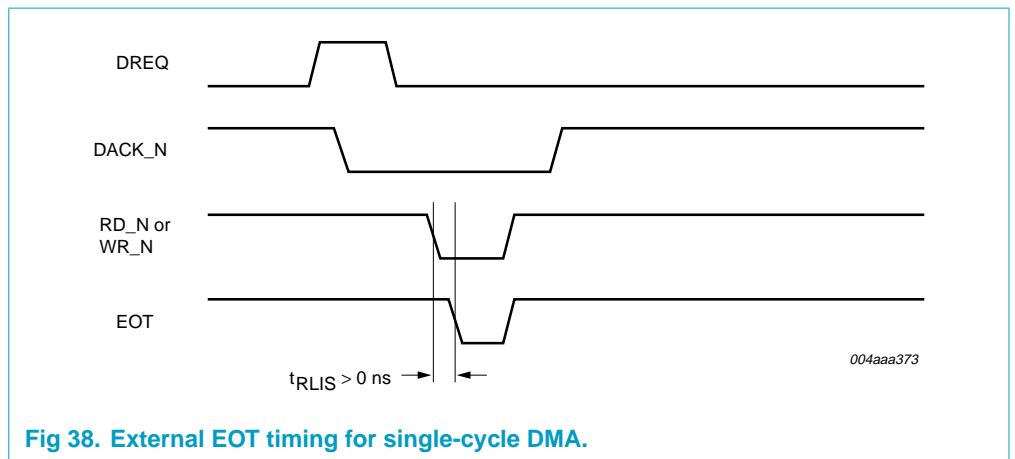 DREQ
DACK_N
RD_N or
WR_N
EOT
004aaa373
tRLIS > 0 ns
Fig 38. External EOT timing for single-cycle DMA.